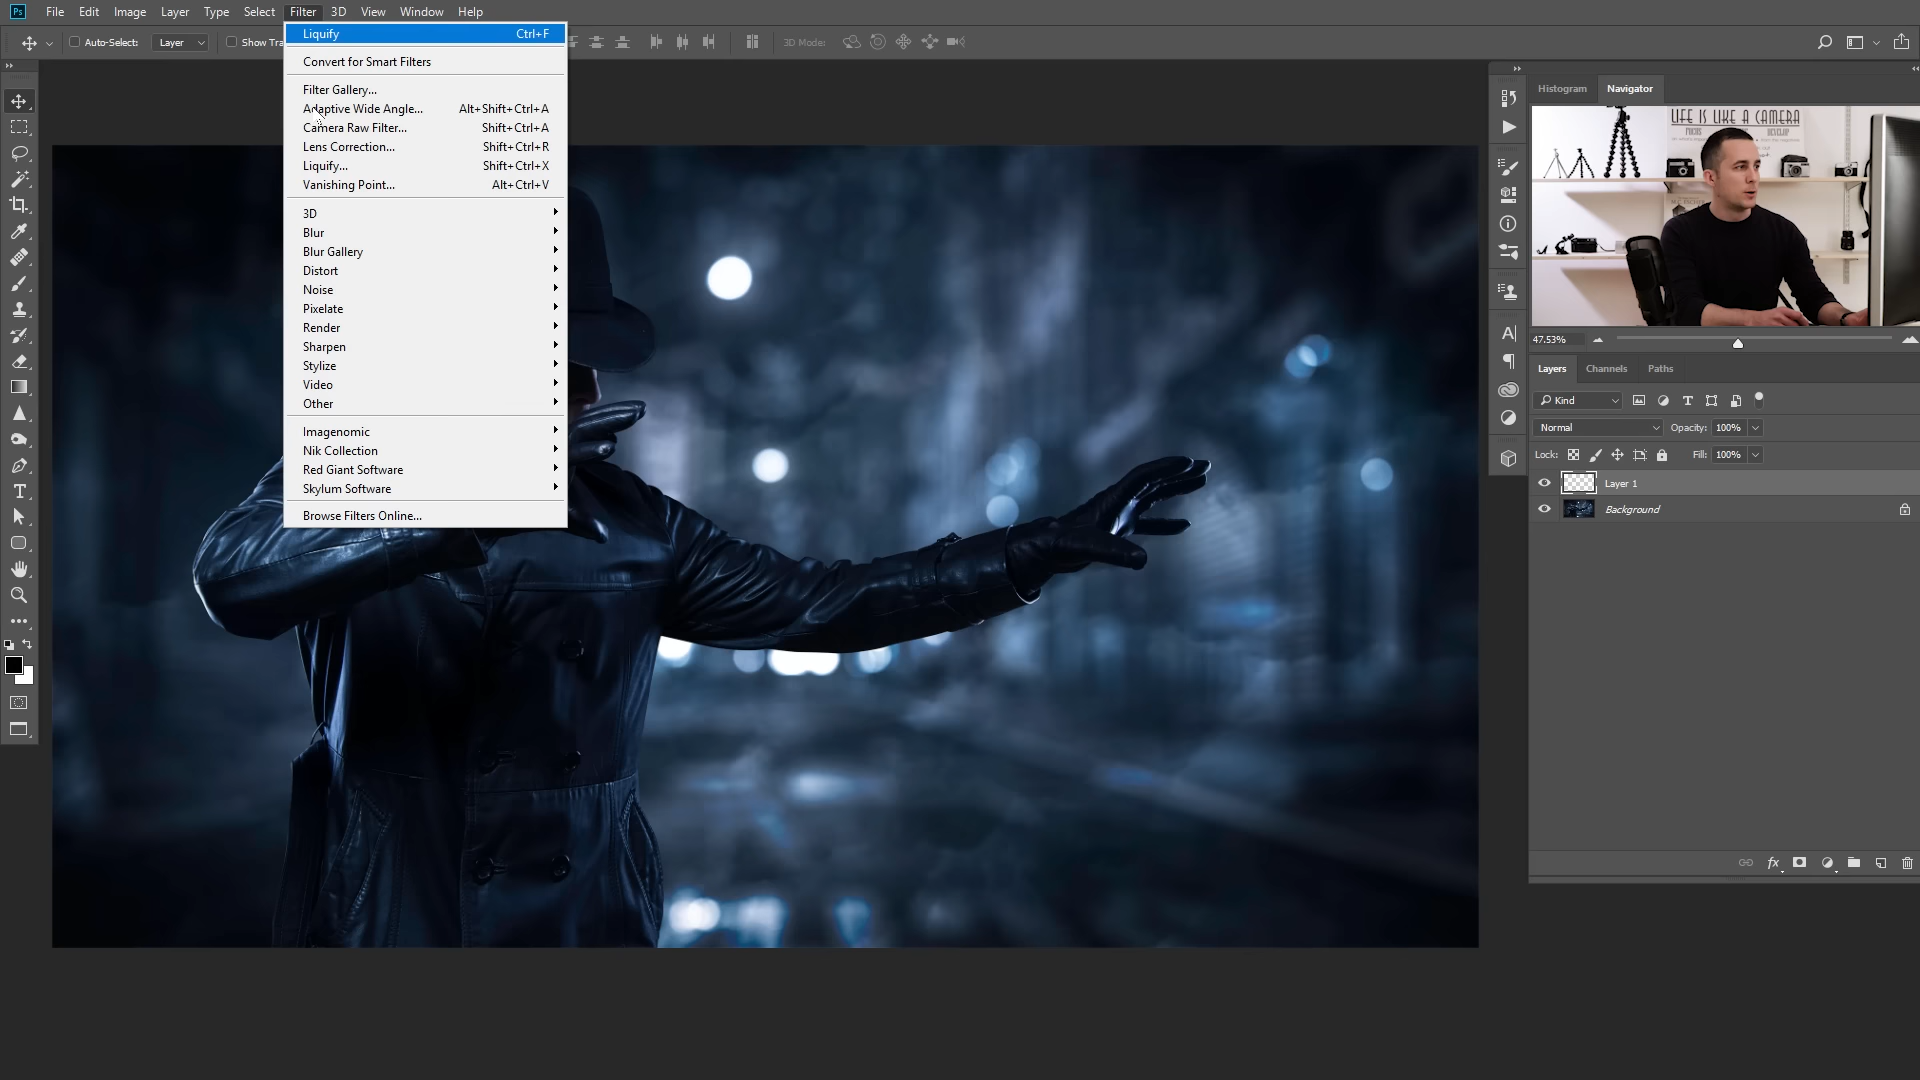 Ps File Edit Image Layer Type Select Filter 3D View Window Help
Auto-Select: Layer Show Tra 3D Mode:
Liquify Ctrl+F
Convert for Smart Filters
Filter Gallery...
Adaptive Wide Angle... Alt+Shift+Ctrl+A
Camera Raw Filter... Shift+Ctrl+A
Lens Correction... Shift+Ctrl+R
Liquify... Shift+Ctrl+X
Vanishing Point... Alt+Ctrl+V
3D
Blur
Blur Gallery
Distort
Noise
Pixelate
Render
Sharpen
Stylize
Video
Other
Imagenomic
Nik Collection
Red Giant Software
Skylum Software
Browse Filters Online...
Histogram Navigator
LIFE IS LIKE A CAMERA
FOCUS DEVELOP
47.53%
Layers Channels Paths
Kind
Normal Opacity: 100%
Lock: Fill: 100%
Layer 1
Background